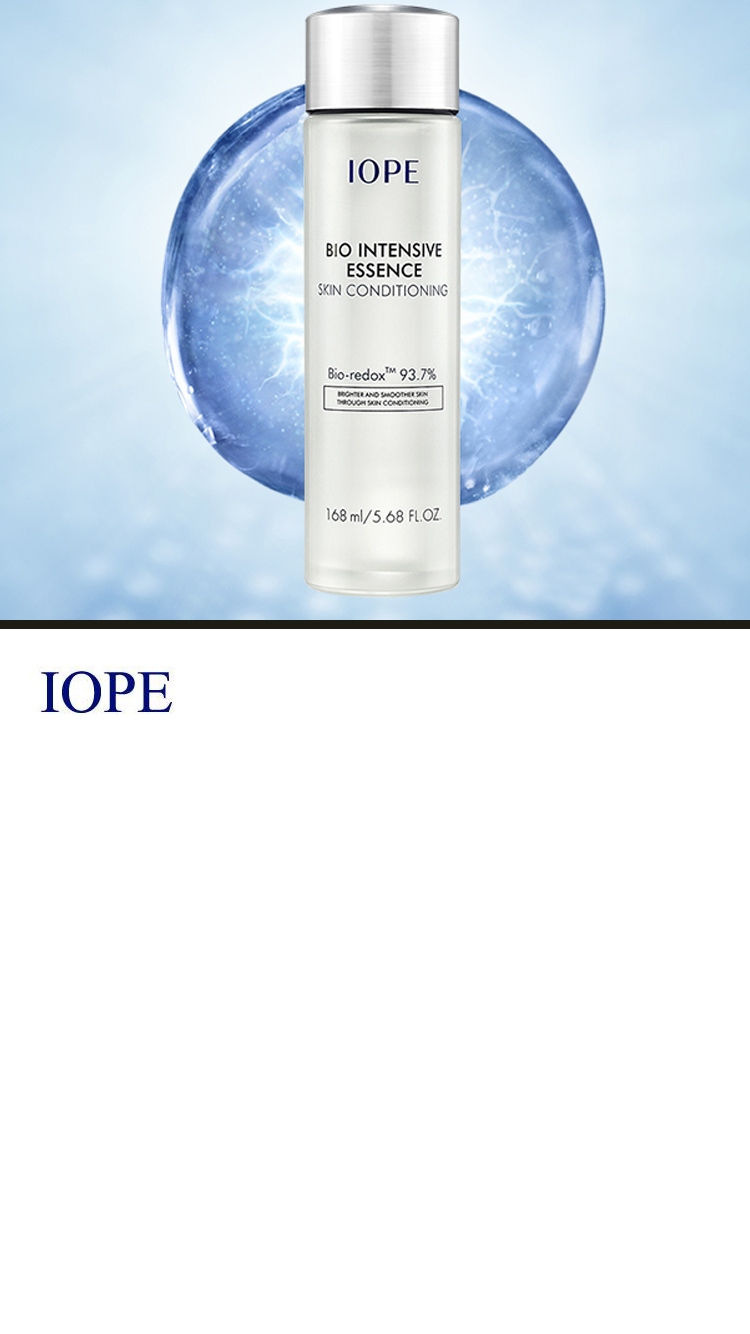 IOPE
BIO INTENSIVE
ESSENCE
SKIN CONDITIONING
Bio-redox™ 93.7%
BRIGHTER AND SMOOTHER SKIN
THROUGH SKIN CONDITIONING
168 ml/5.68 FL.OZ.
IOPE